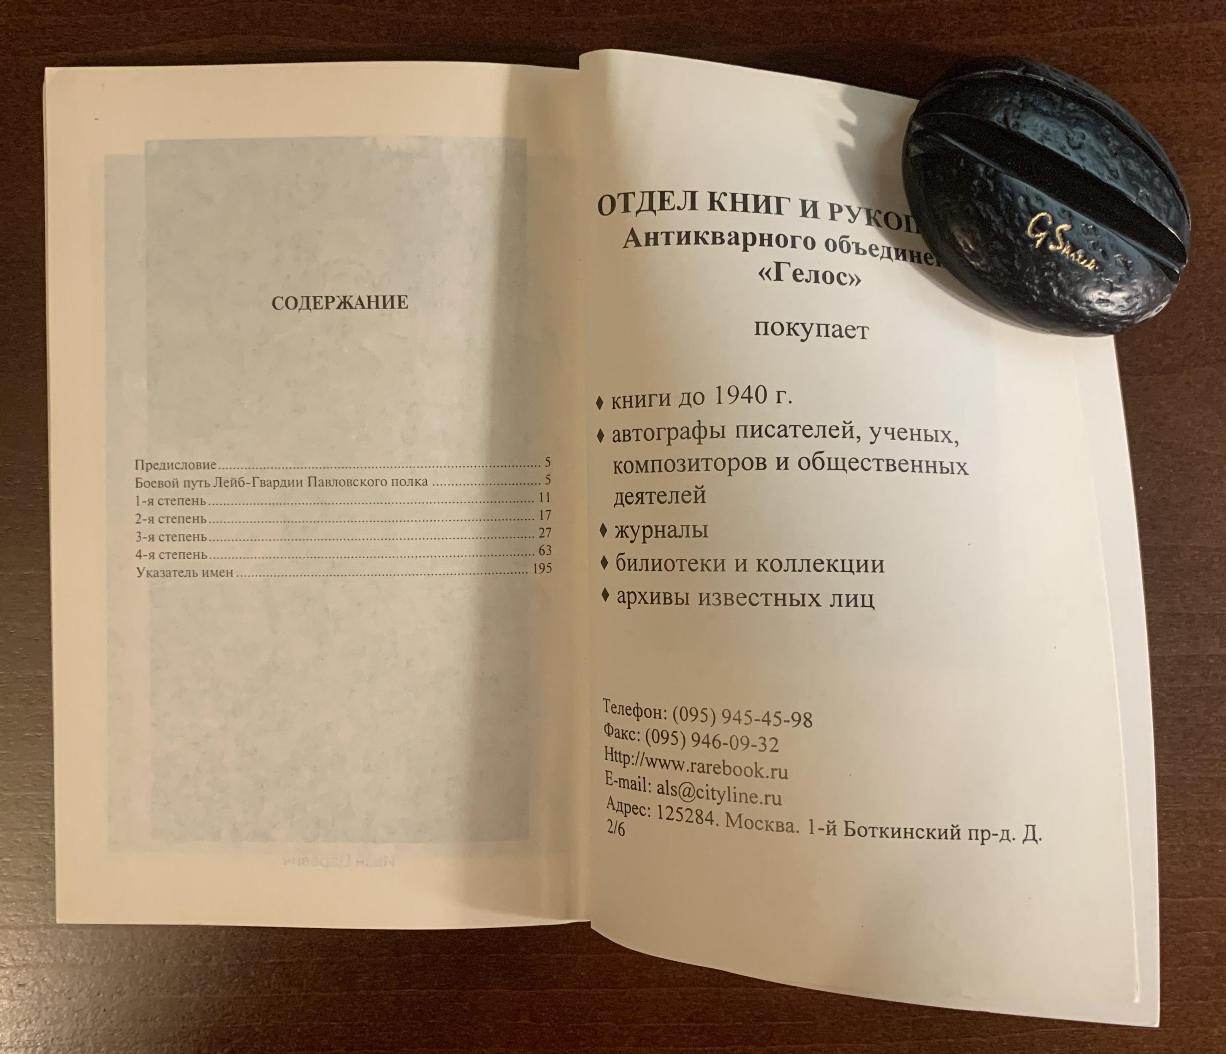 СОДЕРЖАНИЕ
Предисловие 5
Боевой путь Лейб-Гвардии Павловского полка 5
1-я степень 11
2-я степень 17
3-я степень 27
4-я степень 63
Указатель имен 195
ОТДЕЛ КНИГ И
Антикварного
«Гелос»
покупает
♦ книги до 1940 г.
♦ автографы писателей, ученых,
композиторов и общественных
деятелей
♦ журналы
♦ билиотеки и коллекции
♦ архивы известных лиц
Телефон: (095) 945-45-98
Факс: (095) 946-09-32
Http://www.rarebook.ru
E-mail: als@cityline.ru
Адрес: 125284. Москва. 1-й Боткинский пр-д. Д.
2/6